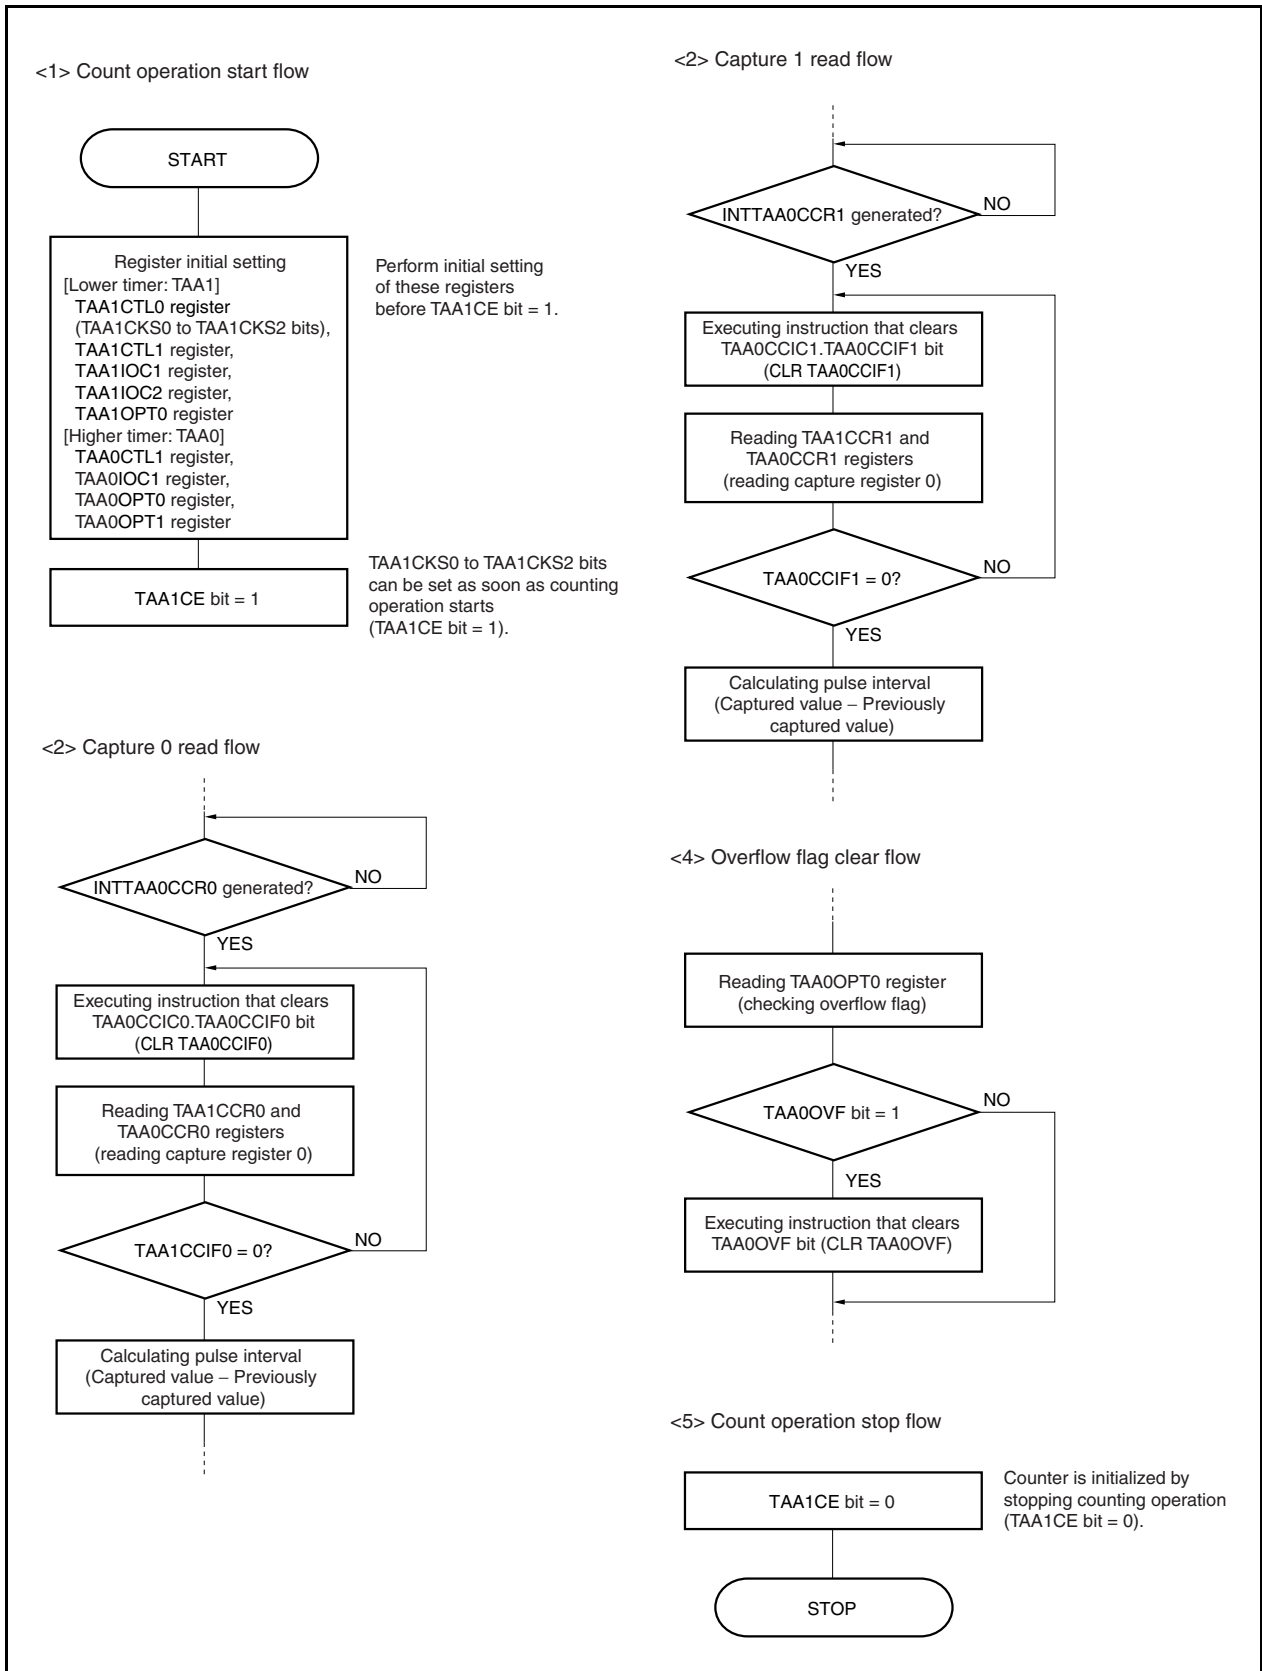 <1> Count operation start flow
START
Register initial setting
[Lower timer: TAA1]
TAA1CTL0 register
(TAA1CKS0 to TAA1CKS2 bits),
TAA1CTL1 register,
TAA1IOC1 register,
TAA1IOC2 register,
TAA1OPT0 register
[Higher timer: TAA0]
TAA0CTL1 register,
TAA0IOC1 register,
TAA0OPT0 register,
TAA0OPT1 register
Perform initial setting
of these registers
before TAA1CE bit = 1.
TAA1CE bit = 1
TAA1CKS0 to TAA1CKS2 bits
can be set as soon as counting
operation starts
(TAA1CE bit = 1).
<2> Capture 0 read flow
INTTAA0CCR0 generated?
NO
YES
Executing instruction that clears
TAA0CCIC0.TAA0CCIF0 bit
(CLR TAA0CCIF0)
Reading TAA1CCR0 and
TAA0CCR0 registers
(reading capture register 0)
TAA1CCIF0 = 0?
NO
YES
Calculating pulse interval
(Captured value – Previously
captured value)
<2> Capture 1 read flow
INTTAA0CCR1 generated?
NO
YES
Executing instruction that clears
TAA0CCIC1.TAA0CCIF1 bit
(CLR TAA0CCIF1)
Reading TAA1CCR1 and
TAA0CCR1 registers
(reading capture register 0)
TAA0CCIF1 = 0?
NO
YES
Calculating pulse interval
(Captured value – Previously
captured value)
<4> Overflow flag clear flow
Reading TAA0OPT0 register
(checking overflow flag)
TAA0OVF bit = 1
NO
YES
Executing instruction that clears
TAA0OVF bit (CLR TAA0OVF)
<5> Count operation stop flow
TAA1CE bit = 0
Counter is initialized by
stopping counting operation
(TAA1CE bit = 0).
STOP